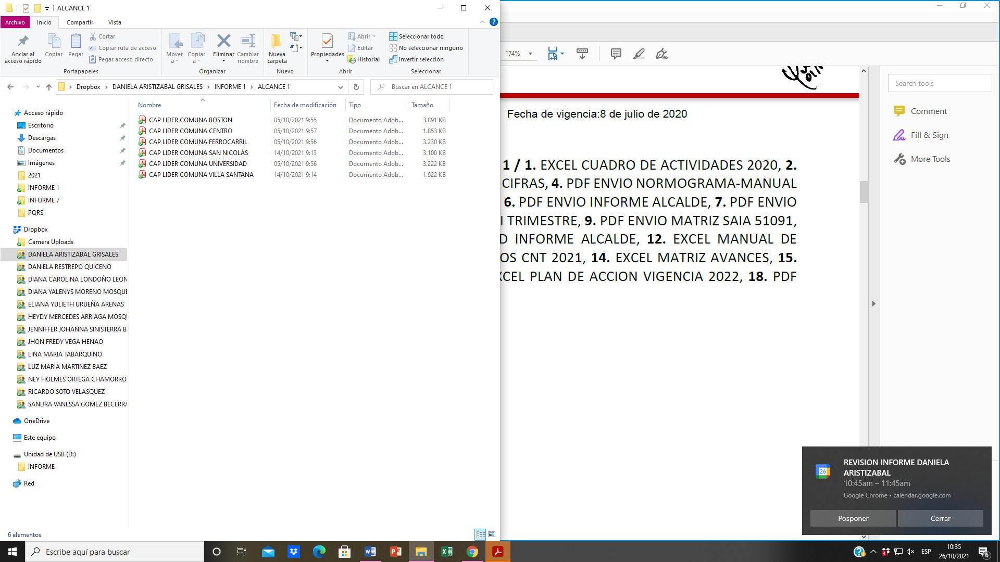 ALCANCE 1
Archivo
Inicio
Compartir
Vista
Anclar al
acceso rápido
Copiar
Pegar
Cortar
Copiar ruta de acceso
Pegar acceso directo
Portapapeles
Mover
a
Copiar
a
Eliminar
Cambiar
nombre
Organizar
Nueva
carpeta
Nuevo
Propiedades
Abrir
Editar
Historial
Abrir
Seleccionar todo
No seleccionar ninguno
Invertir selección
Seleccionar
Dropbox > DANIELA ARISTIZABAL GRISALES > INFORME 1 > ALCANCE 1
Buscar en ALCANCE 1
Nombre Fecha de modificación Tipo Tamaño
CAP LIDER COMUNA BOSTON 05/10/2021 9:55 Documento Adob... 3.891 KB
CAP LIDER COMUNA CENTRO 05/10/2021 9:57 Documento Adob... 1.853 KB
CAP LIDER COMUNA FERROCARRIL 05/10/2021 9:56 Documento Adob... 3.230 KB
CAP LIDER COMUNA SAN NICOLÁS 14/10/2021 9:13 Documento Adob... 3.100 KB
CAP LIDER COMUNA UNIVERSIDAD 05/10/2021 9:56 Documento Adob... 3.222 KB
CAP LIDER COMUNA VILLA SANTANA 14/10/2021 9:14 Documento Adob... 1.922 KB
Acceso rápido
Escritorio
Descargas
Documentos
Imágenes
2021
INFORME 1
INFORME 7
PQRS
Dropbox
Camera Uploads
DANIELA ARISTIZABAL GRISALES
DANIELA RESTREPO QUICENO
DIANA CAROLINA LONDOÑO LEON
DIANA YALENYS MORENO MOSQUE
ELIANA YULIETH URUEÑA ARENAS
HEYDY MERCEDES ARRIAGA MOSQU
JENNIFFER JOHANNA SINISTERRA B
JHON FREDY VEGA HENAO
LINA MARIA TABARQUINO
LUZ MARIA MARTINEZ BAEZ
NEY HOLMES ORTEGA CHAMORRO
RICARDO SOTO VELASQUEZ
SANDRA VANESSA GOMEZ BECERRA
OneDrive
Este equipo
Unidad de USB (D:)
INFORME
Red
6 elementos
174%
Fecha de vigencia:8 de julio de 2020
1 / 1. EXCEL CUADRO DE ACTIVIDADES 2020, 2.
CIFRAS, 4. PDF ENVIO NORMOGRAMA-MANUAL
6. PDF ENVIO INFORME ALCALDE, 7. PDF ENVIO
I TRIMESTRE, 9. PDF ENVIO MATRIZ SAIA 51091,
D INFORME ALCALDE, 12. EXCEL MANUAL DE
OS CNT 2021, 14. EXCEL MATRIZ AVANCES, 15.
XCEL PLAN DE ACCION VIGENCIA 2022, 18. PDF
Search tools
Comment
Fill & Sign
More Tools
26
REVISION INFORME DANIELA
ARISTIZABAL
10:45am – 11:45am
Google Chrome • calendar.google.com
Posponer
Cerrar
Escribe aquí para buscar
ESP
10:35
26/10/2021
6